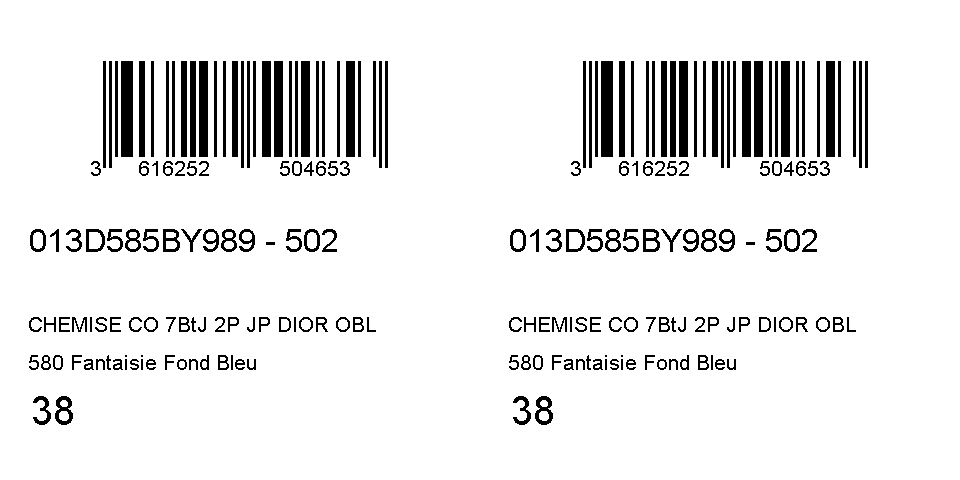 3 616252 504653
013D585BY989 - 502
CHEMISE CO 7BtJ 2P JP DIOR OBL
580 Fantaisie Fond Bleu
38
3 616252 504653
013D585BY989 - 502
CHEMISE CO 7BtJ 2P JP DIOR OBL
580 Fantaisie Fond Bleu
38